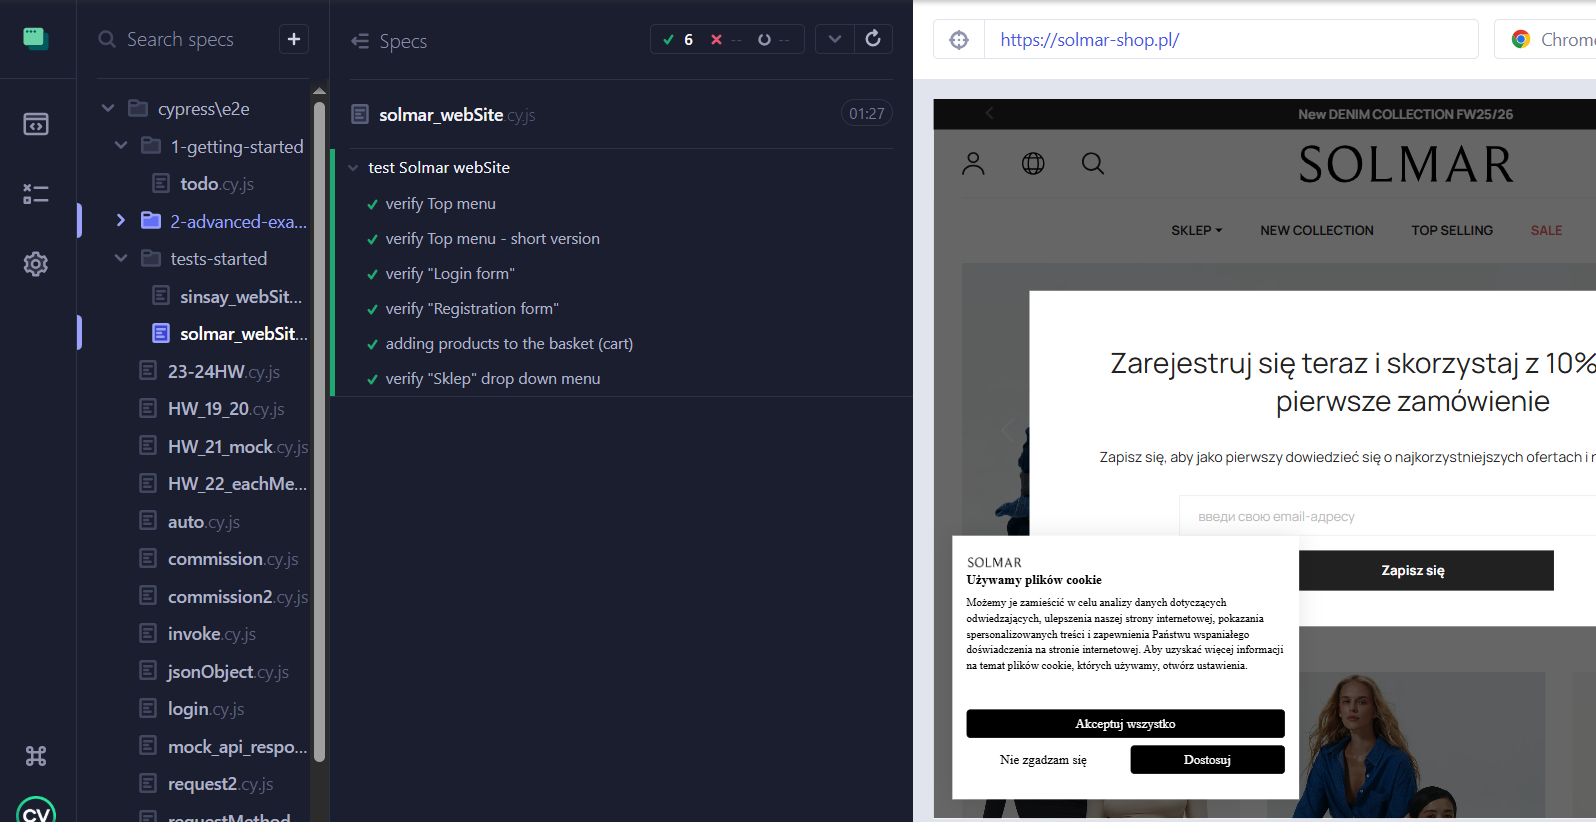 Search specs
+
cypress\e2e
1-getting-started
todo.cy.js
2-advanced-exa...
tests-started
sinsay_webSit...
solmar_webSit...
23-24HW.cy.js
HW_19_20.cy.js
HW_21_mock.cy.js
HW_22_eachMe...
auto.cy.js
commission.cy.js
commission2.cy.js
invoke.cy.js
jsonObject.cy.js
login.cy.js
mock_api_respo...
request2.cy.js
requestMethod
CV
Specs
6 -- --
solmar_webSite.cy.js 01:27
test Solmar webSite
verify Top menu
verify Top menu - short version
verify "Login form"
verify "Registration form"
adding products to the basket (cart)
verify "Sklep" drop down menu
https://solmar-shop.pl/
Chrome
New DENIM COLLECTION FW25/26
SOLMAR
SKLEP NEW COLLECTION TOP SELLING SALE
Zarejestruj się teraz i skorzystaj z 10%
pierwsze zamówienie
Zapisz się, aby jako pierwszy dowiedzieć się o najkorzystniejszych ofertach i
введи свою email-адресу
Zapisz się
SOLMAR
Używamy plików cookie
Możemy je zamieścić w celu analizy danych dotyczących
odwiedzających, ulepszenia naszej strony internetowej, pokazania
spersonalizowanych treści i zapewnienia Państwu wspaniałego
doświadczenia na stronie internetowej. Aby uzyskać więcej informacji
na temat plików cookie, których używamy, otwórz ustawienia.
Akceptuj wszystko
Nie zgadzam się Dostosuj